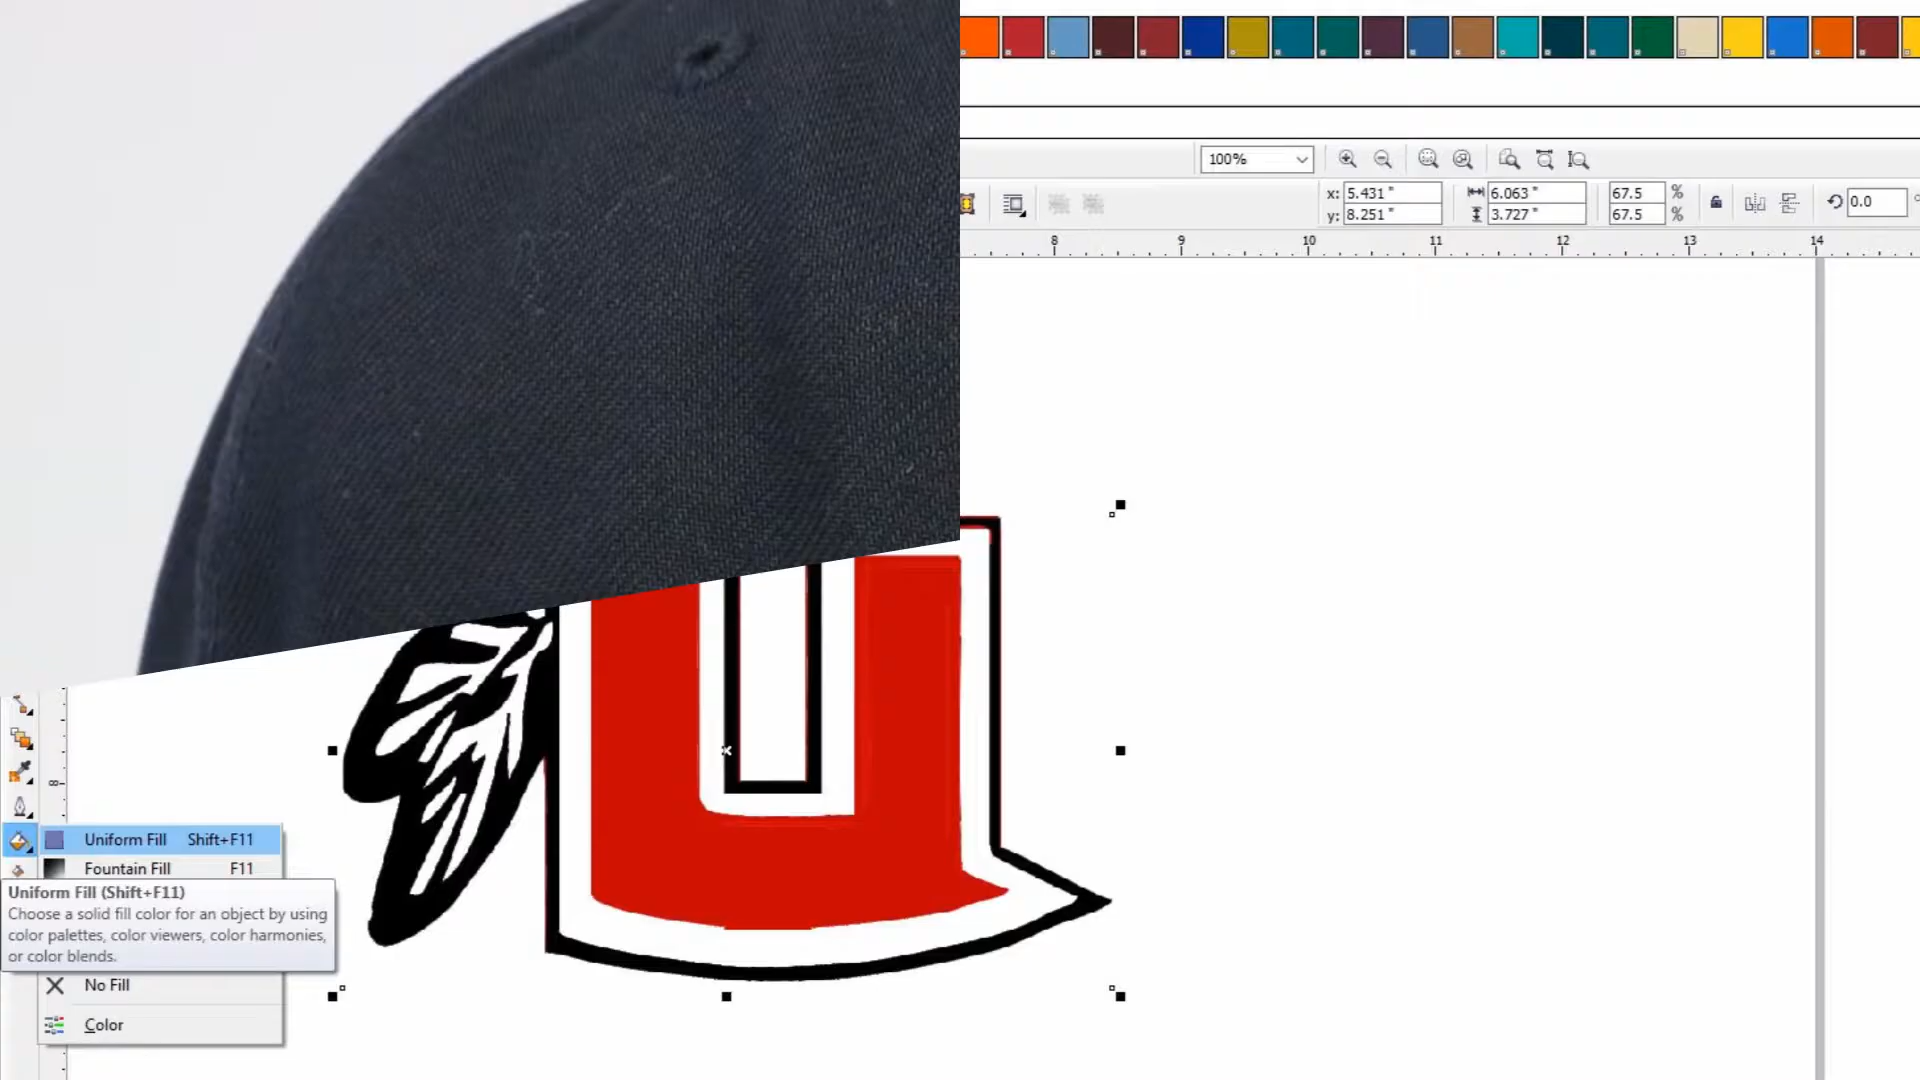 100%
x: 5.431 " 6.063 " 67.5 %
y: 8.251 " 3.727 " 67.5 %
0.0
8 9 10 11 12 13 14
8
Uniform Fill Shift+F11
Fountain Fill F11
Uniform Fill (Shift+F11)
Choose a solid fill color for an object by using
color palettes, color viewers, color harmonies,
or color blends.
No Fill
Color
U